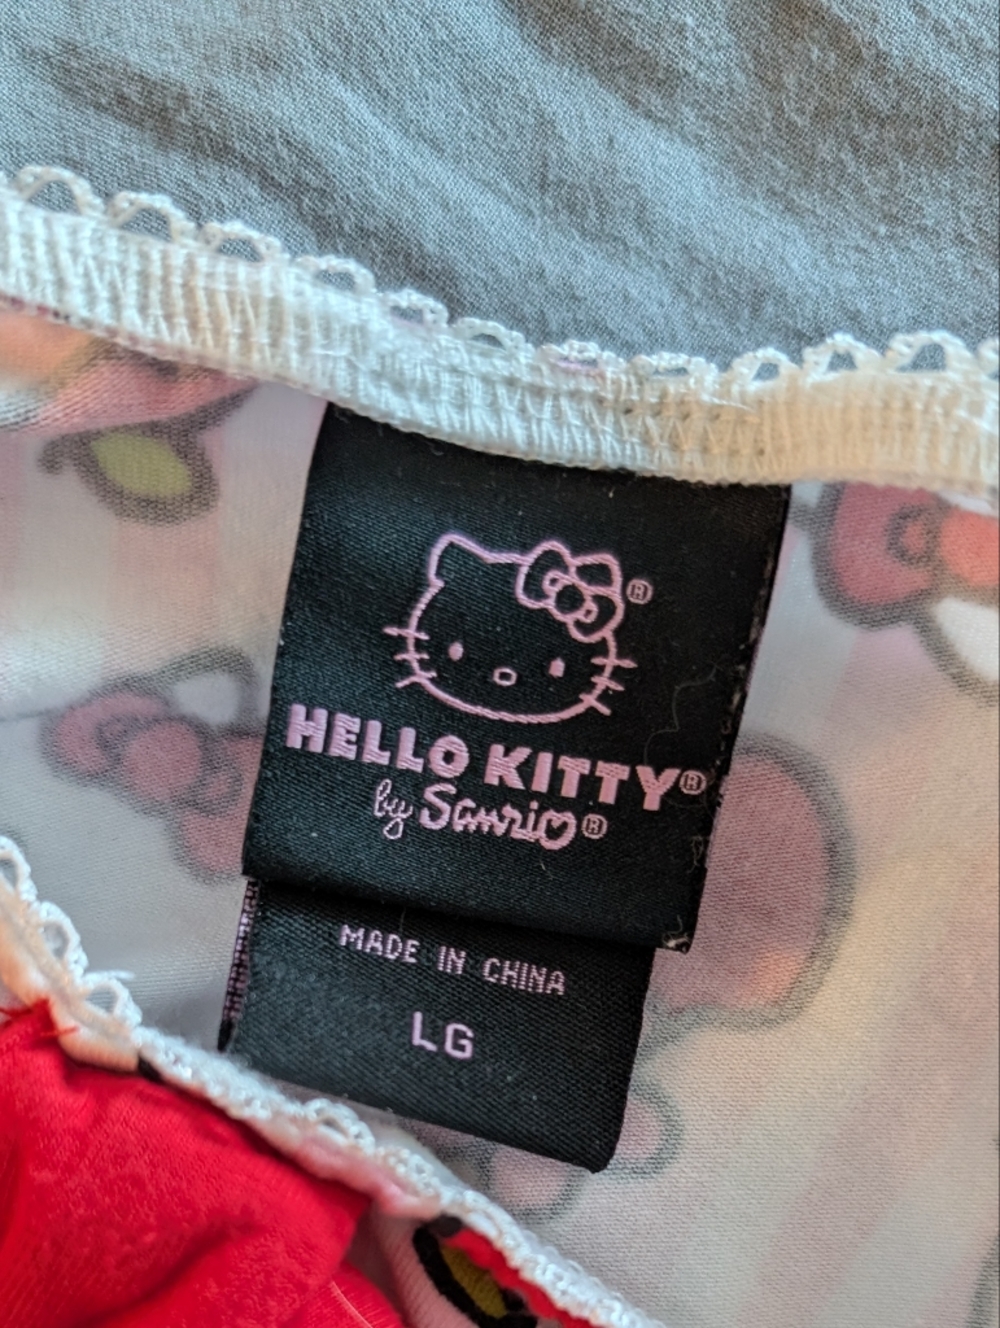 ®
HELLO KITTY®
by Sanrio®
MADE IN CHINA
LG